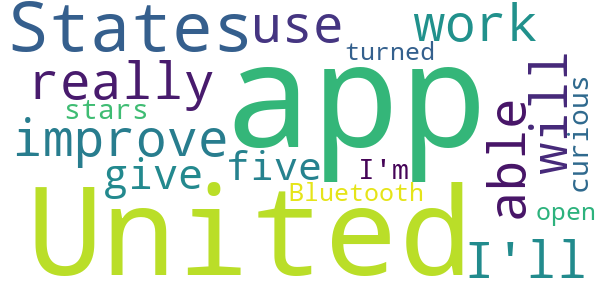 States
use
work
turned
really
app
stars
improve
able
will
curious
give
five
I'm
Bluetooth
United
open
I'll